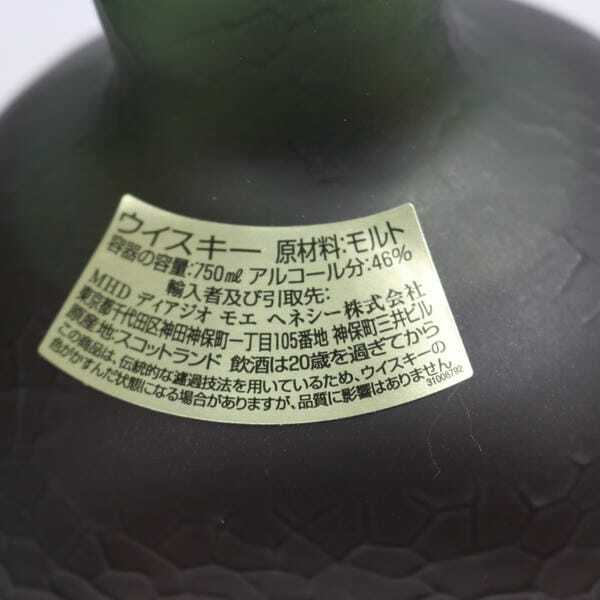 ウイスキー 原材料:モルト
容器の容量:750ml アルコール分:46%
輸入者及び引取先:
MHD ディアジオ モエ ヘネシー株式会社
東京都千代田区神田神保町一丁目105番地 神保町三井ビル
原産地:スコットランド 飲酒は20歳を過ぎてから
この商品は、伝統的な濾過技法を用いているため、ウイスキーの
色がかすんだ状態になる場合がありますが、品質に影響はありません
31006792